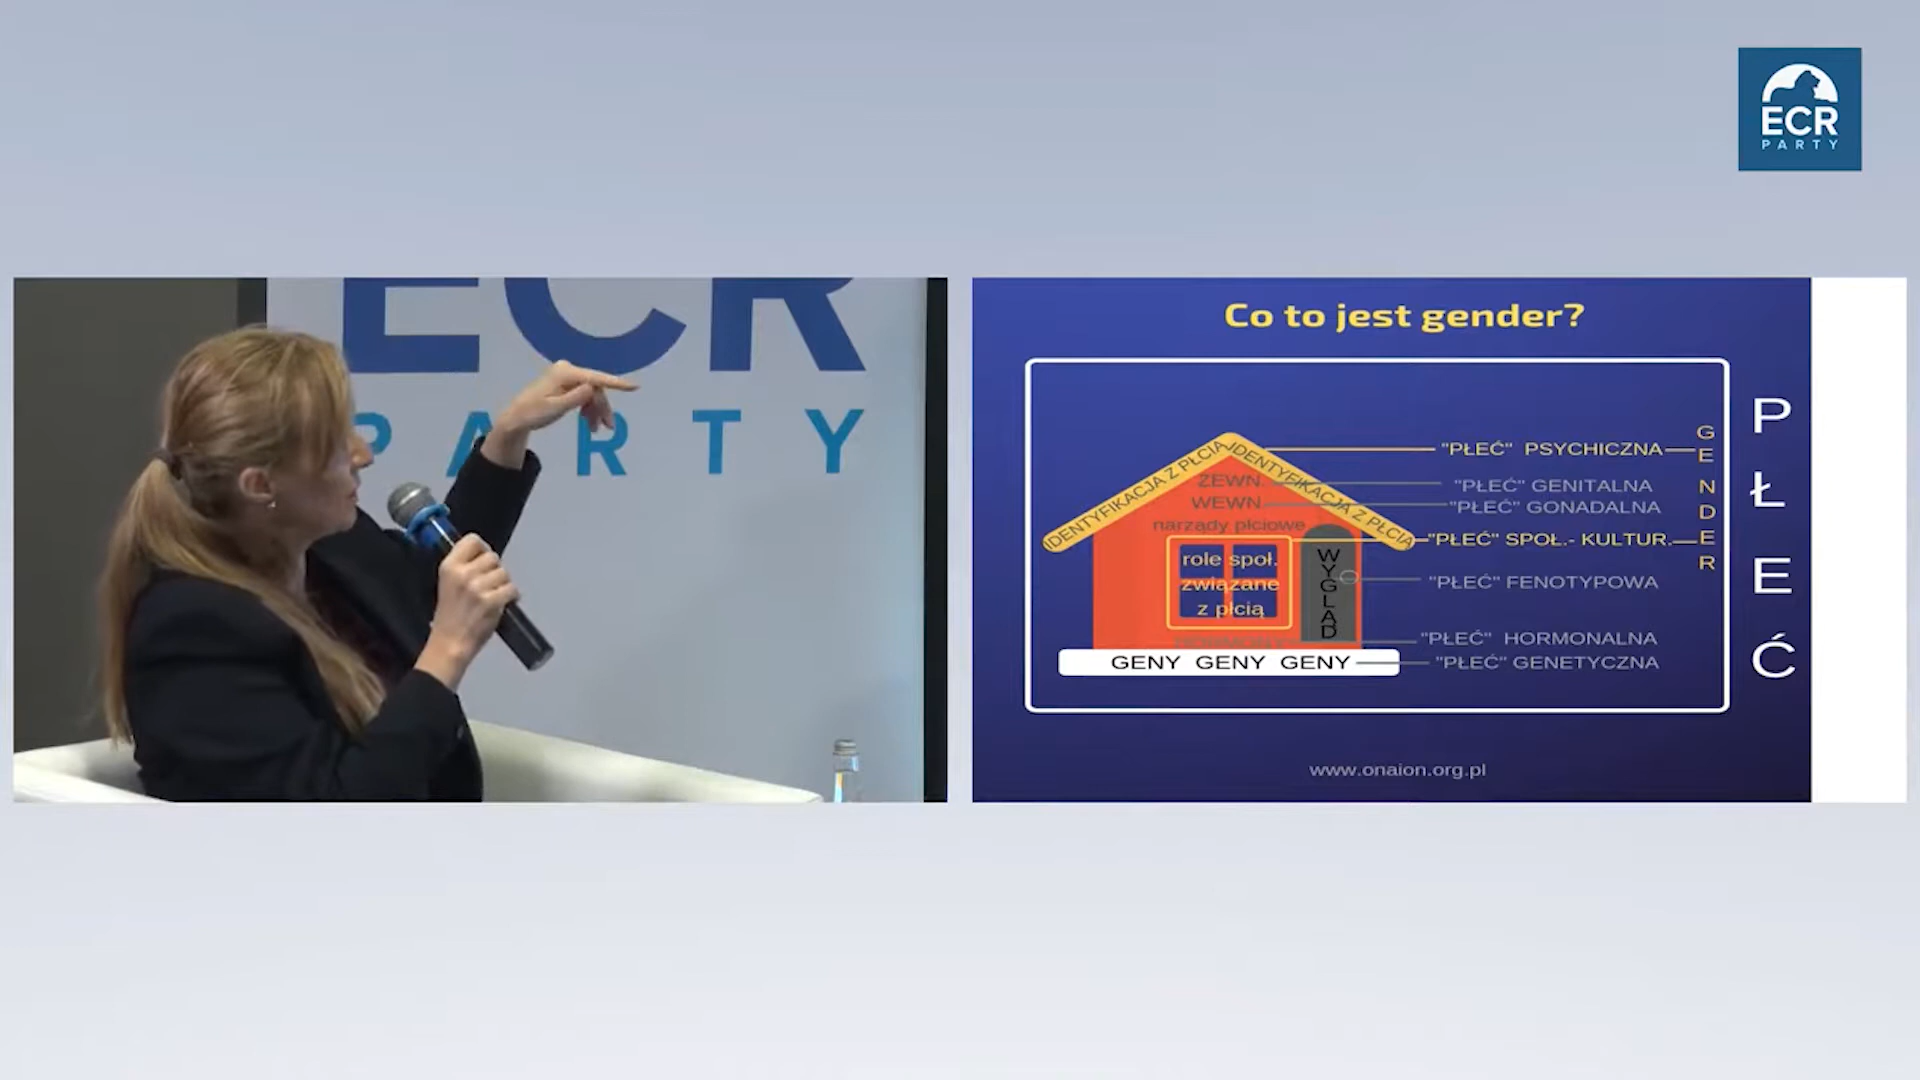 ECR
PARTY
ECR
PARTY
Co to jest gender?
IDENTYFIKACJA Z PŁCIĄ
IDENTYFIKACJA Z PŁCIĄ
ZEWN.
WEWN.
narządy płciowe
role społ.
związane
z płcią
WYGLĄD
GENY GENY GENY
"PŁEĆ" PSYCHICZNA
"PŁEĆ" GENITALNA
"PŁEĆ" GONADALNA
"PŁEĆ" SPOŁ.- KULTUR.
"PŁEĆ" FENOTYPOWA
"PŁEĆ" HORMONALNA
"PŁEĆ" GENETYCZNA
GENDER
PŁEĆ
www.onaion.org.pl